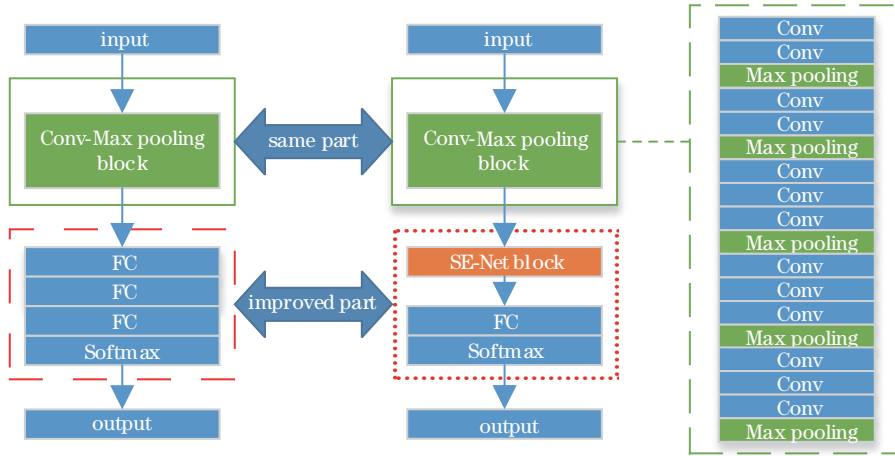 input
Conv-Max pooling
block
FC
FC
FC
Softmax
output
same part
improved part
input
Conv-Max pooling
block
SE-Net block
FC
Softmax
output
Conv
Conv
Max pooling
Conv
Conv
Max pooling
Conv
Conv
Conv
Max pooling
Conv
Conv
Conv
Max pooling
Conv
Conv
Conv
Max pooling